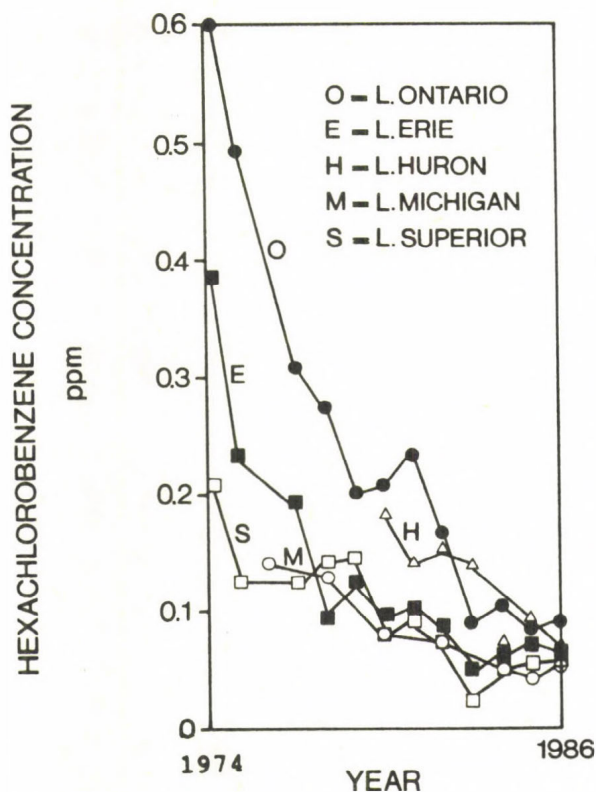 HEXACHLOROBENZENE CONCENTRATION
ppm
0.6
0.5
0.4
0.3
0.2
0.1
0
O - L. ONTARIO
E - L. ERIE
H - L. HURON
M - L. MICHIGAN
S - L. SUPERIOR
O
E
S
M
H
1974
1986
YEAR